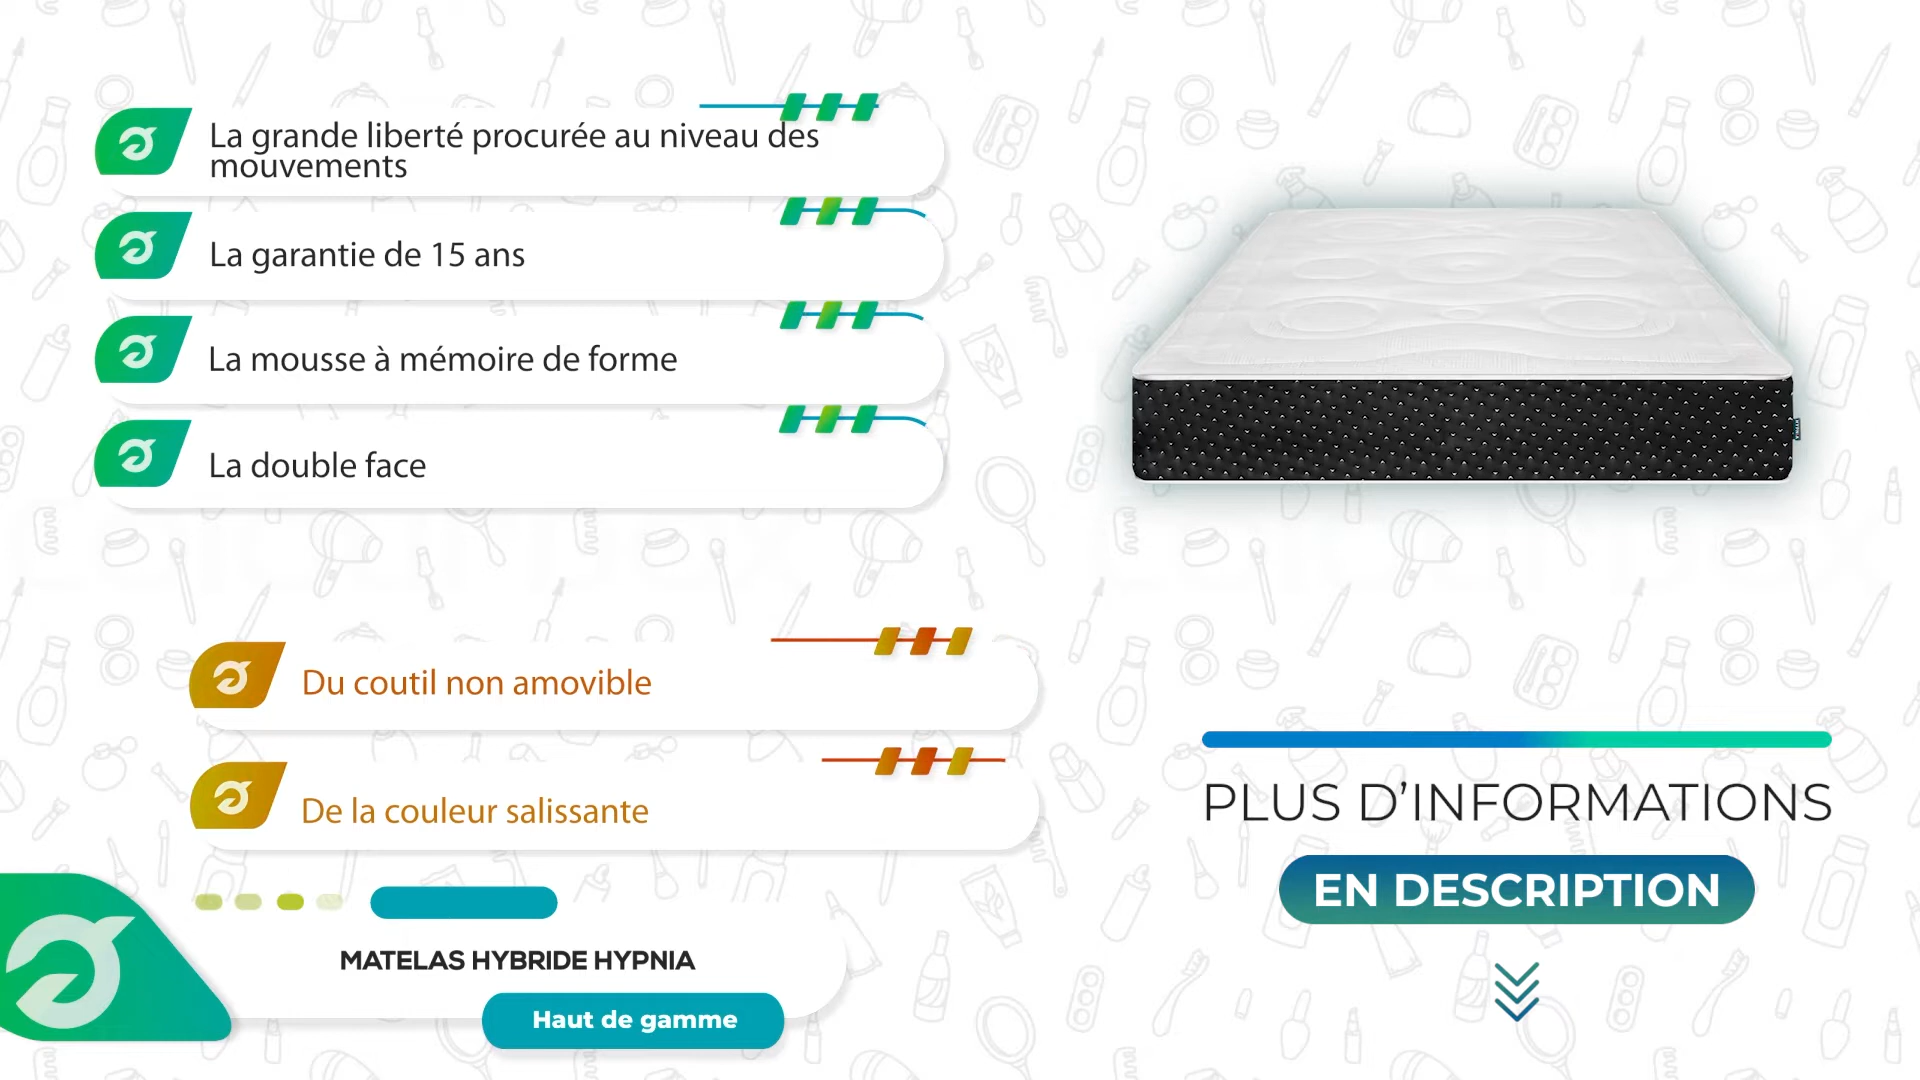 La grande liberté procurée au niveau des
mouvements
La garantie de 15 ans
La mousse à mémoire de forme
La double face
Du coutil non amovible
De la couleur salissante
MATELAS HYBRIDE HYPNIA
Haut de gamme
PLUS D’INFORMATIONS
EN DESCRIPTION